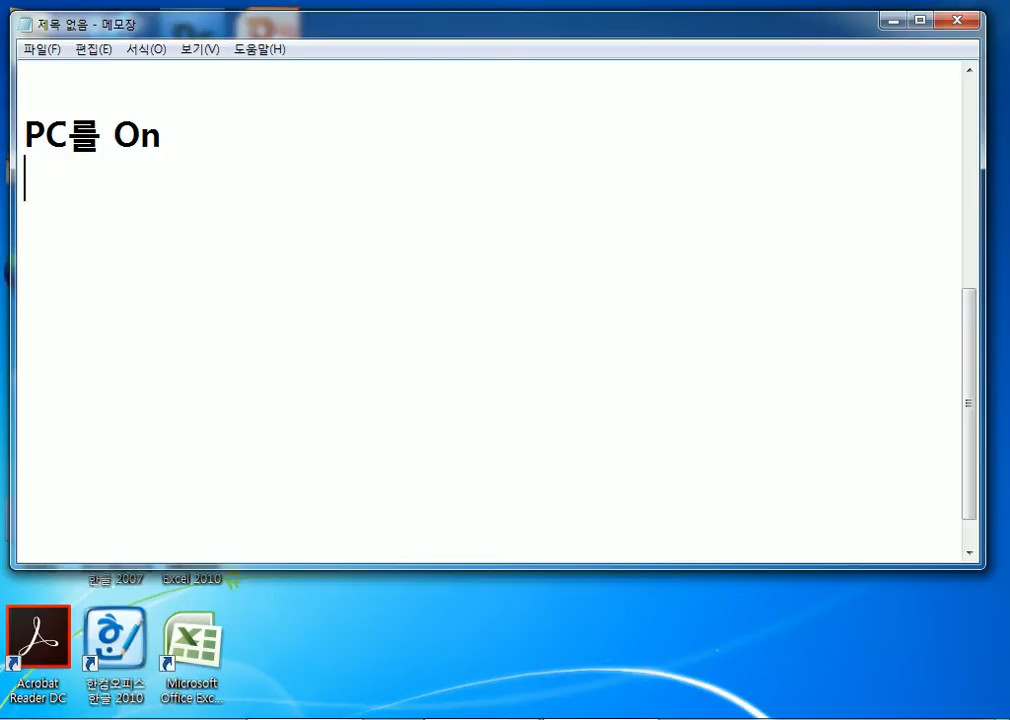 제목 없음 - 메모장
파일(F) 편집(E) 서식(O) 보기(V) 도움말(H)
PC를 On
한글 2007 Excel 2010
Acrobat Reader DC
한컴오피스 한글 2010
Microsoft Office Exc...